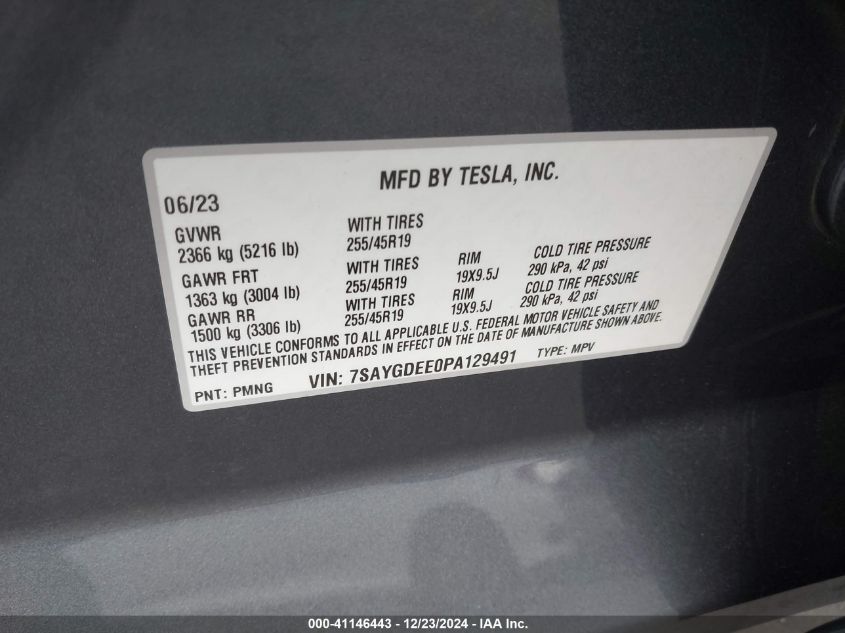 MFD BY TESLA, INC.
06/23
GVWR
2366 kg (5216 lb)
WITH TIRES
255/45R19
GAWR FRT
1363 kg (3004 lb)
WITH TIRES
255/45R19
RIM
19X9.5J
COLD TIRE PRESSURE
290 kPa, 42 psi
GAWR RR
1500 kg (3306 lb)
WITH TIRES
255/45R19
RIM
19X9.5J
COLD TIRE PRESSURE
290 kPa, 42 psi
THIS VEHICLE CONFORMS TO ALL APPLICABLE U.S. FEDERAL MOTOR VEHICLE SAFETY AND
THEFT PREVENTION STANDARDS IN EFFECT ON THE DATE OF MANUFACTURE SHOWN ABOVE.
PNT: PMNG
VIN: 7SAYGDEE0PA129491
TYPE: MPV
000-41146443 - 12/23/2024 - IAA Inc.